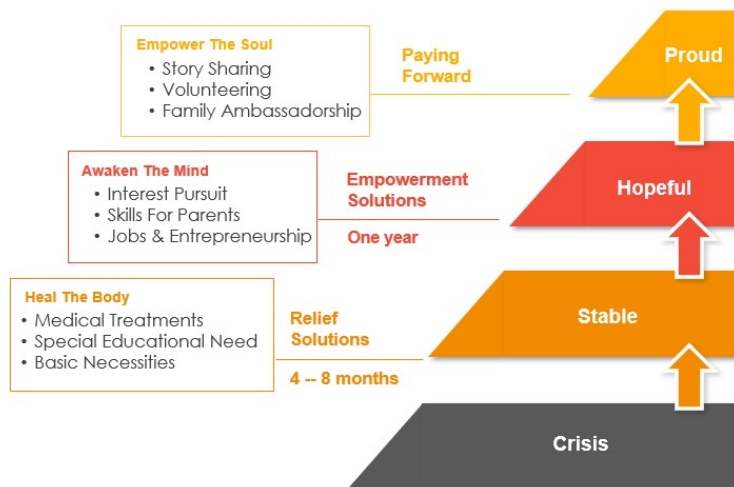 Empower The Soul
• Story Sharing
• Volunteering
• Family Ambassadorship
Paying
Forward
Proud
Awaken The Mind
• Interest Pursuit
• Skills For Parents
• Jobs & Entrepreneurship
Empowerment
Solutions
One year
Hopeful
Heal The Body
• Medical Treatments
• Special Educational Need
• Basic Necessities
Relief
Solutions
4 -- 8 months
Stable
Crisis